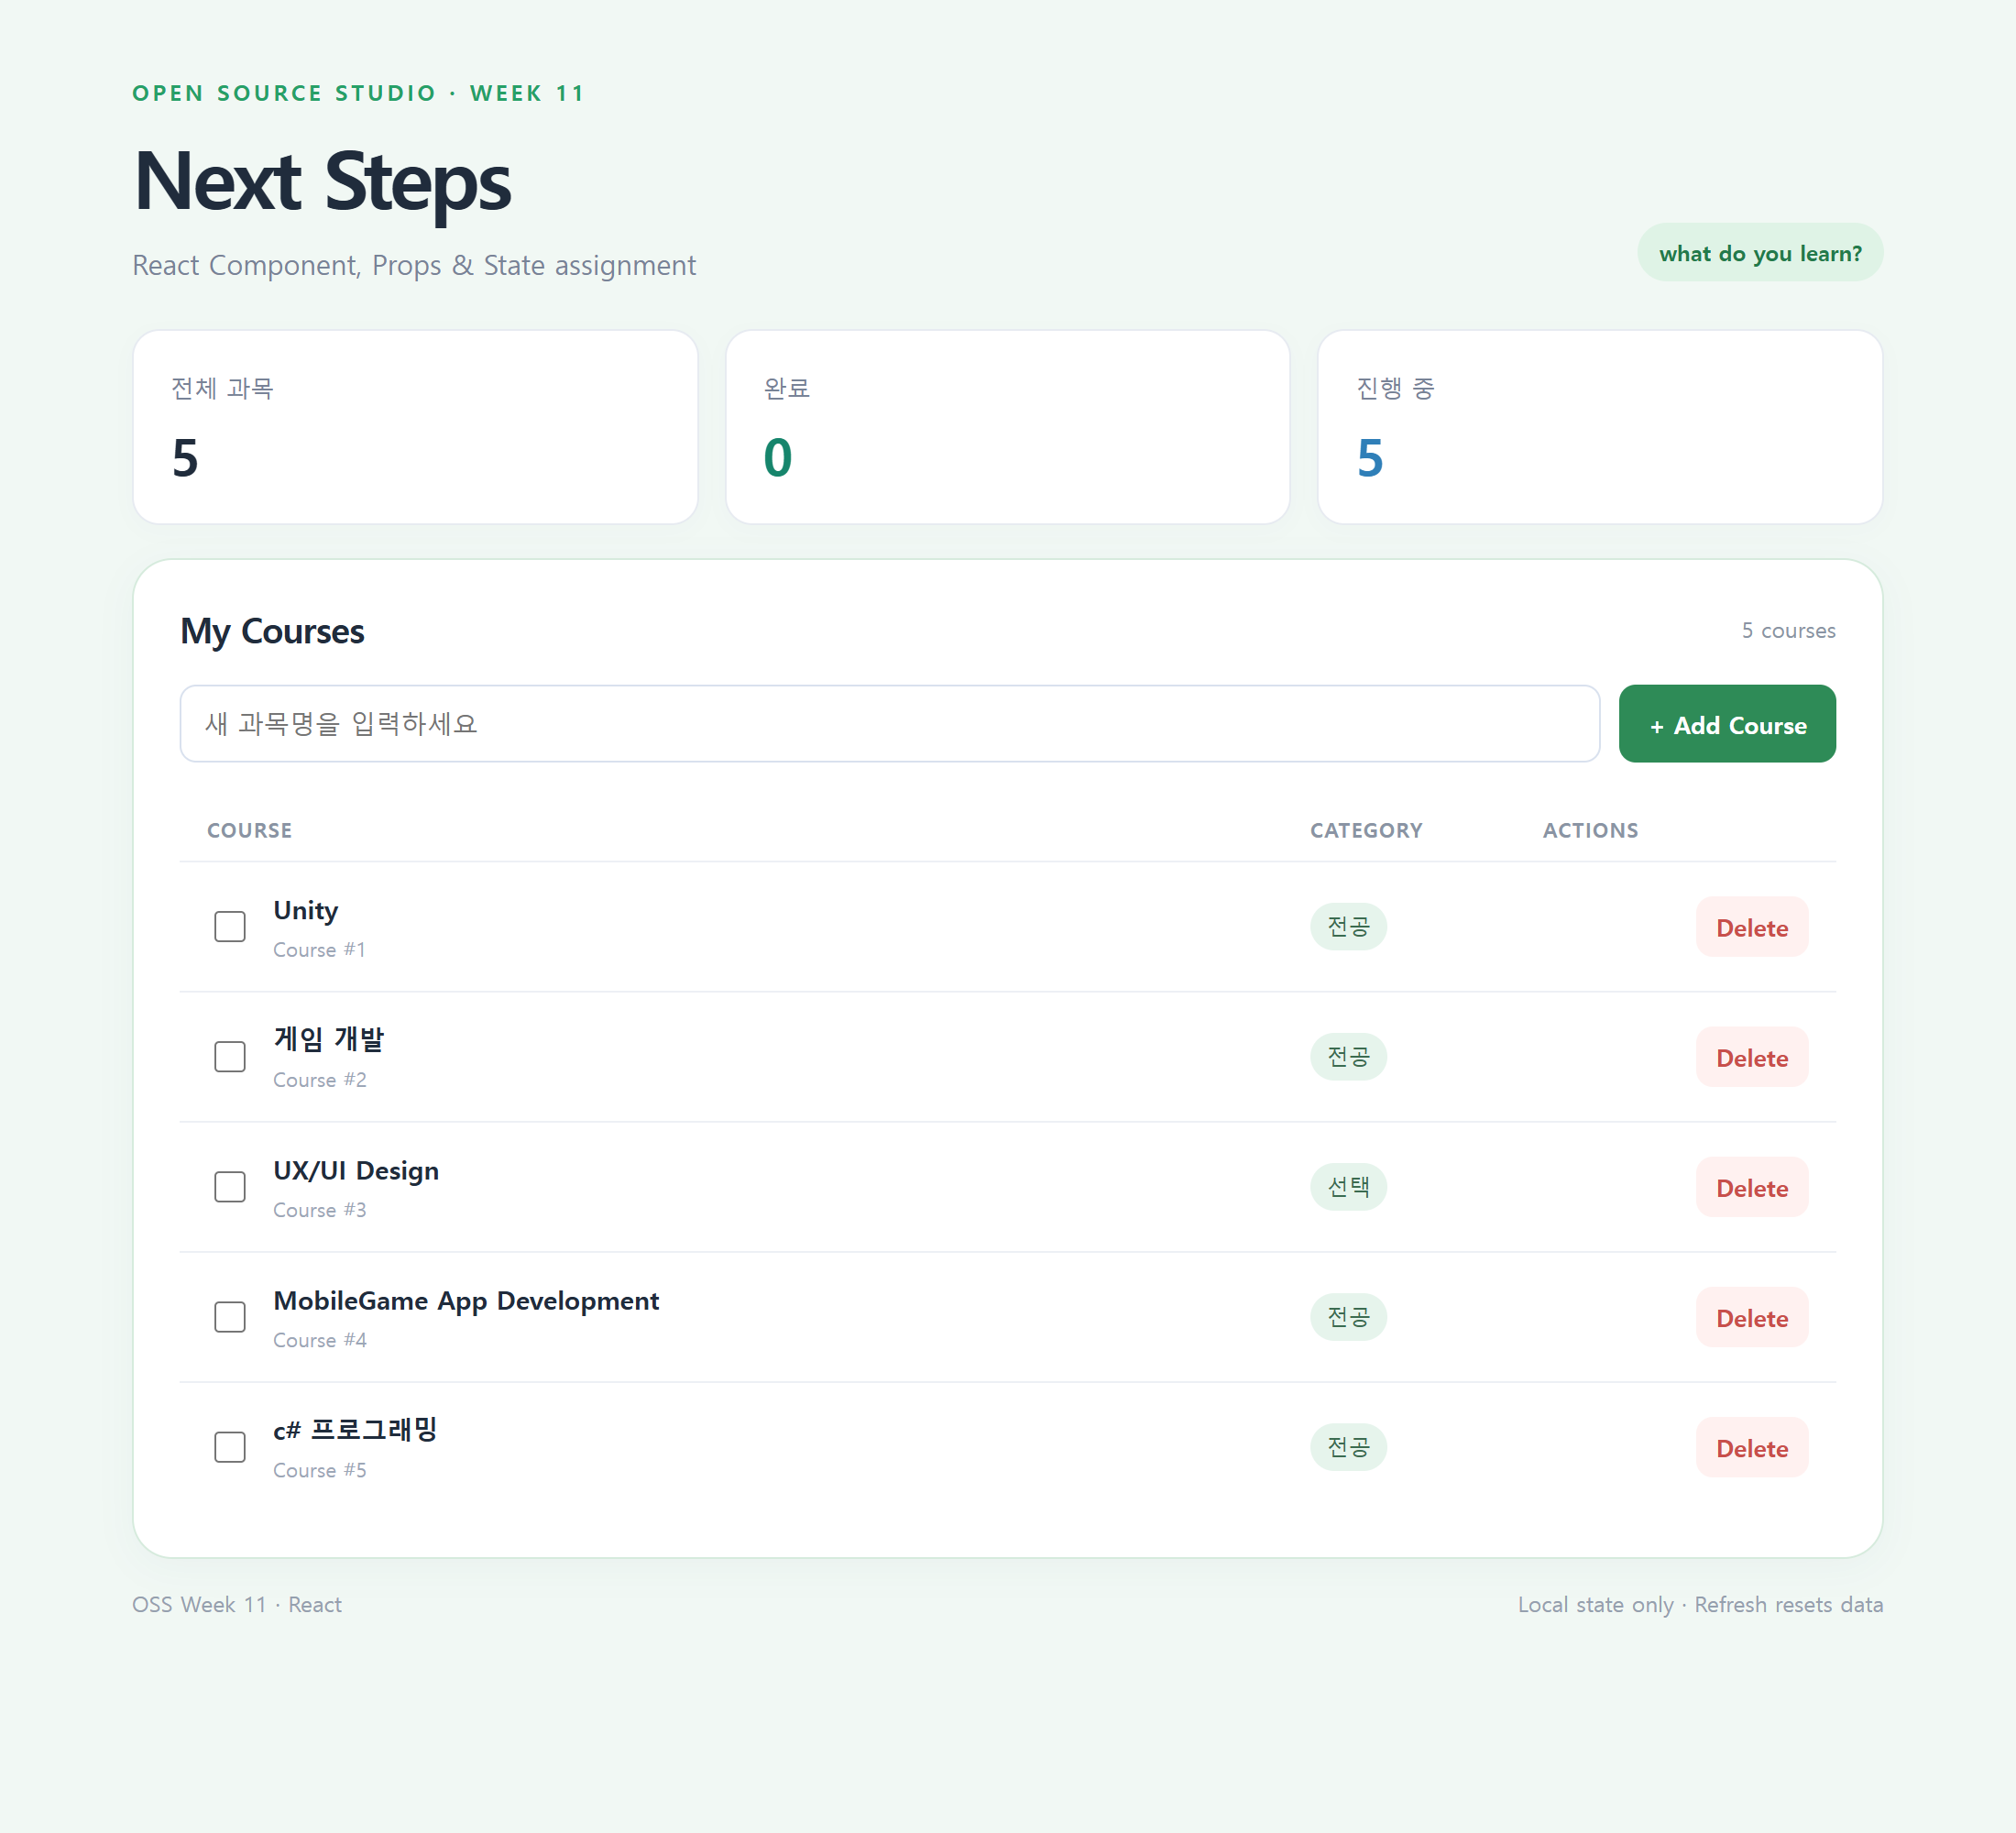 OPEN SOURCE STUDIO · WEEK 11
Next Steps
React Component, Props & State assignment
what do you learn?
전체 과목
5
완료
0
진행 중
5
My Courses
5 courses
새 과목명을 입력하세요
+ Add Course
COURSE CATEGORY ACTIONS
Unity
Course #1
전공
Delete
게임 개발
Course #2
전공
Delete
UX/UI Design
Course #3
선택
Delete
MobileGame App Development
Course #4
전공
Delete
c# 프로그래밍
Course #5
전공
Delete
OSS Week 11 · React
Local state only · Refresh resets data